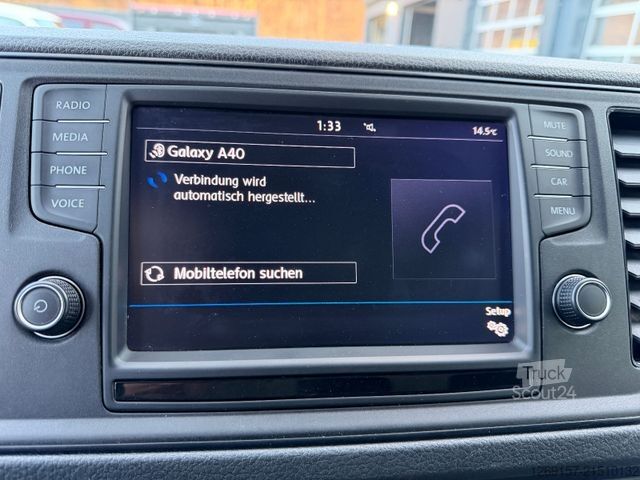 RADIO
MEDIA
PHONE
VOICE
1:33
14.5°C
Galaxy A40
Verbindung wird
automatisch hergestellt...
Mobiltelefon suchen
Setup
MUTE
SOUND
CAR
MENU
Truck
Scout24